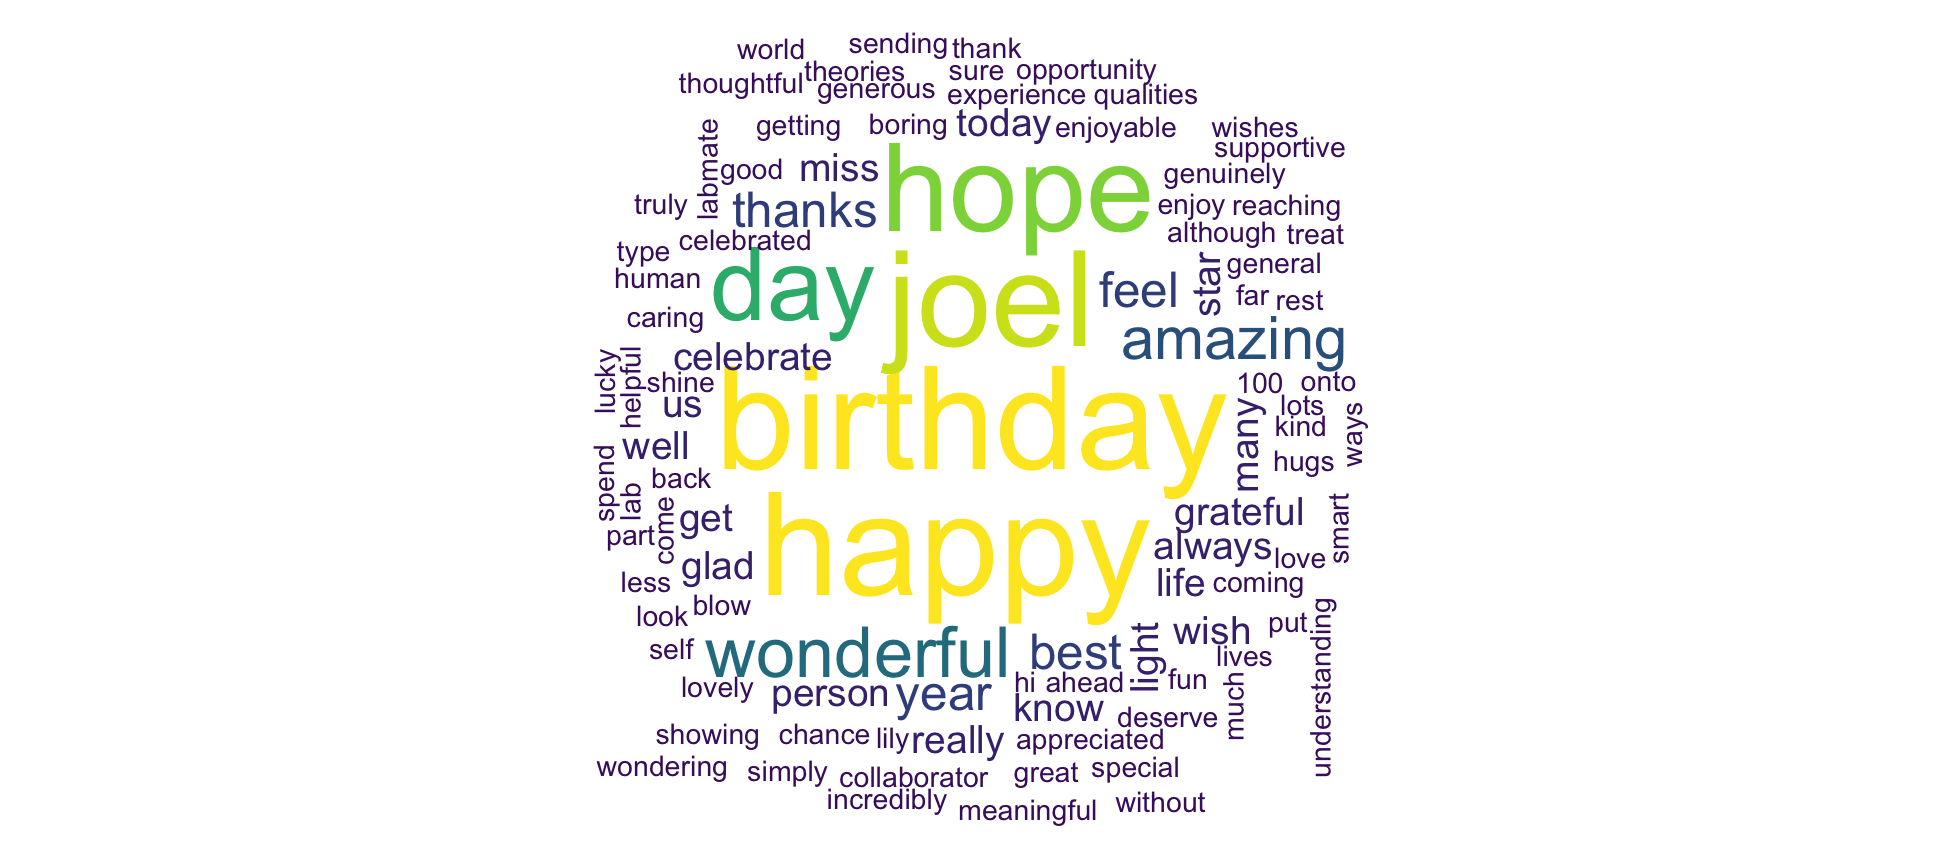 world sending thank
thoughtful theories sure opportunity
generous experience qualities
getting boring today enjoyable wishes
labmate good miss hope supportive
genuinely
truly thanks enjoy reaching
type celebrated although treat
human day joel feel star general
caring far rest
celebrate amazing
lucky helpful shine birthday 100 onto
us many lots ways
well kind
spend lab back hugs
part come get happy grateful smart
glad always love
less life coming
look blow
self wonderful best light wish put understanding
lives
lovely person year hi ahead fun much
know deserve
showing chance lily really appreciated
wondering simply collaborator great special
incredibly meaningful without